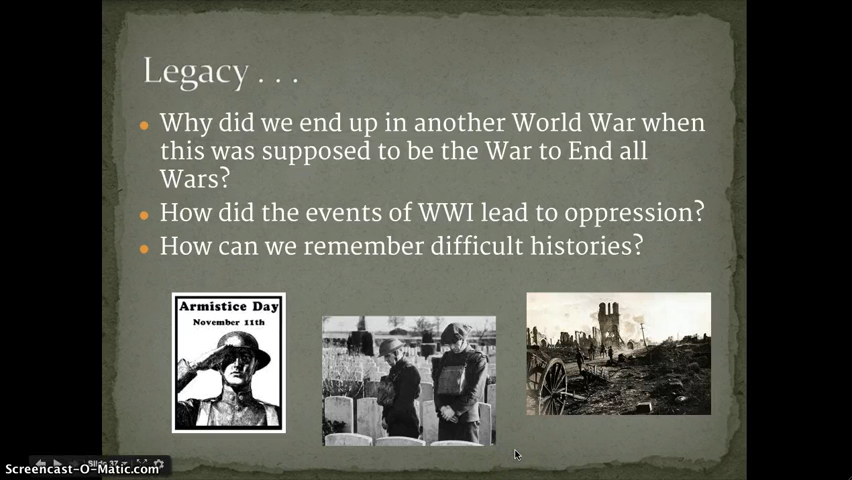 Legacy . . .
Why did we end up in another World War when
this was supposed to be the War to End all
Wars?
How did the events of WWI lead to oppression?
How can we remember difficult histories?
Armistice Day
November 11th
Screencast-O-Matic.com